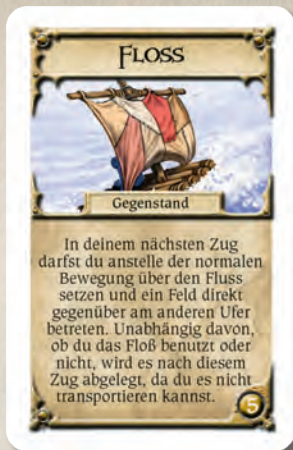 FLOSS
Gegenstand
In deinem nächsten Zug
darfst du anstelle der normalen
Bewegung über den Fluss
setzen und ein Feld direkt
gegenüber am anderen Ufer
betreten. Unabhängig davon,
ob du das Floß benutzt oder
nicht, wird es nach diesem
Zug abgelegt, da du es nicht
transportieren kannst.
5